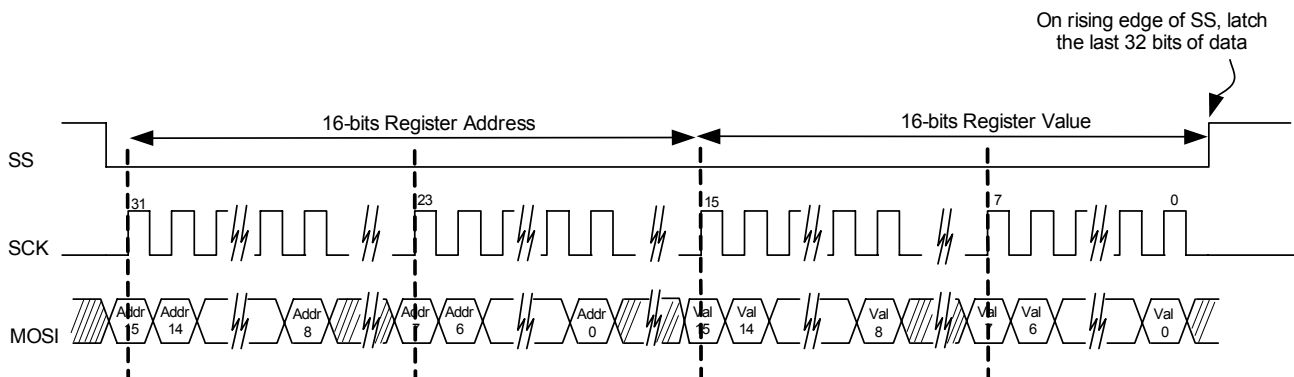 On rising edge of SS, latch
the last 32 bits of data
16-bits Register Address
16-bits Register Value
SS
31
23
15
7
0
SCK
Addr
15
Addr
14
Addr
8
Addr
7
Addr
6
Addr
0
Val
15
Val
14
Val
8
Val
7
Val
6
Val
0
MOSI